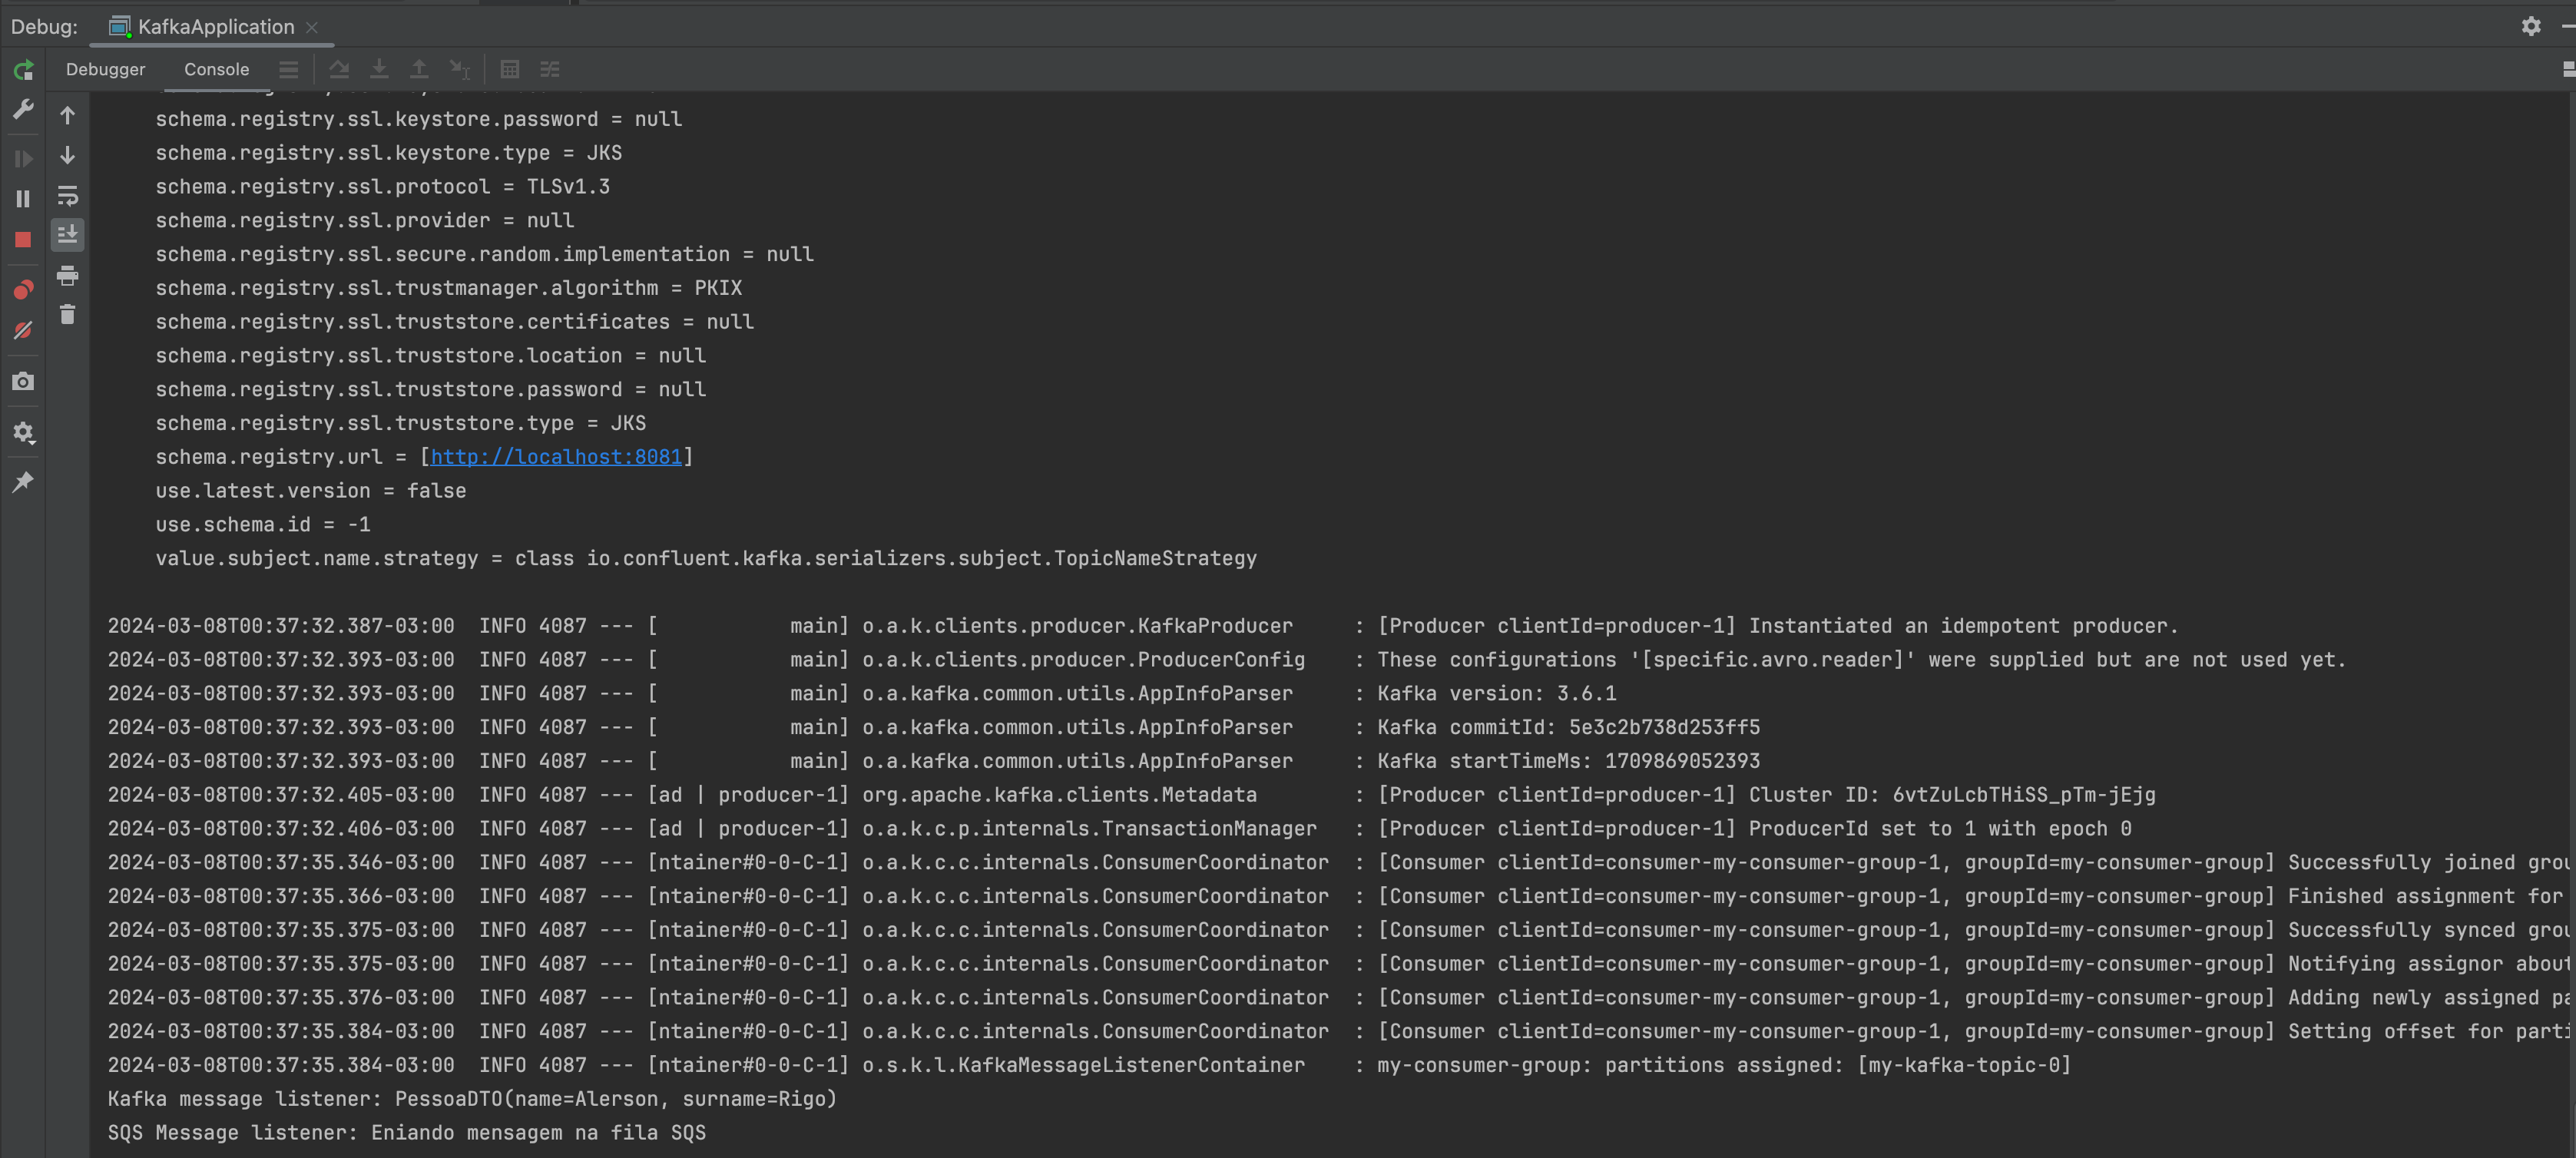 Debug: KafkaApplication
Debugger Console
schema.registry.ssl.keystore.password = null
schema.registry.ssl.keystore.type = JKS
schema.registry.ssl.protocol = TLSv1.3
schema.registry.ssl.provider = null
schema.registry.ssl.secure.random.implementation = null
schema.registry.ssl.trustmanager.algorithm = PKIX
schema.registry.ssl.truststore.certificates = null
schema.registry.ssl.truststore.location = null
schema.registry.ssl.truststore.password = null
schema.registry.ssl.truststore.type = JKS
schema.registry.url = [http://localhost:8081]
use.latest.version = false
use.schema.id = -1
value.subject.name.strategy = class io.confluent.kafka.serializers.subject.TopicNameStrategy
2024-03-08T00:37:32.387-03:00  INFO 4087 --- [           main] o.a.k.clients.producer.KafkaProducer     : [Producer clientId=producer-1] Instantiated an idempotent producer.
2024-03-08T00:37:32.393-03:00  INFO 4087 --- [           main] o.a.k.clients.producer.ProducerConfig    : These configurations '[specific.avro.reader]' were supplied but are not used yet.
2024-03-08T00:37:32.393-03:00  INFO 4087 --- [           main] o.a.kafka.common.utils.AppInfoParser     : Kafka version: 3.6.1
2024-03-08T00:37:32.393-03:00  INFO 4087 --- [           main] o.a.kafka.common.utils.AppInfoParser     : Kafka commitId: 5e3c2b738d253ff5
2024-03-08T00:37:32.393-03:00  INFO 4087 --- [           main] o.a.kafka.common.utils.AppInfoParser     : Kafka startTimeMs: 1709869052393
2024-03-08T00:37:32.405-03:00  INFO 4087 --- [ad | producer-1] org.apache.kafka.clients.Metadata        : [Producer clientId=producer-1] Cluster ID: 6vtZuLcbTHiSS_pTm-jEjg
2024-03-08T00:37:32.406-03:00  INFO 4087 --- [ad | producer-1] o.a.k.c.p.internals.TransactionManager   : [Producer clientId=producer-1] ProducerId set to 1 with epoch 0
2024-03-08T00:37:35.346-03:00  INFO 4087 --- [ntainer#0-0-C-1] o.a.k.c.c.internals.ConsumerCoordinator  : [Consumer clientId=consumer-my-consumer-group-1, groupId=my-consumer-group] Successfully joined grou
2024-03-08T00:37:35.366-03:00  INFO 4087 --- [ntainer#0-0-C-1] o.a.k.c.c.internals.ConsumerCoordinator  : [Consumer clientId=consumer-my-consumer-group-1, groupId=my-consumer-group] Finished assignment for
2024-03-08T00:37:35.375-03:00  INFO 4087 --- [ntainer#0-0-C-1] o.a.k.c.c.internals.ConsumerCoordinator  : [Consumer clientId=consumer-my-consumer-group-1, groupId=my-consumer-group] Successfully synced grou
2024-03-08T00:37:35.375-03:00  INFO 4087 --- [ntainer#0-0-C-1] o.a.k.c.c.internals.ConsumerCoordinator  : [Consumer clientId=consumer-my-consumer-group-1, groupId=my-consumer-group] Notifying assignor about
2024-03-08T00:37:35.376-03:00  INFO 4087 --- [ntainer#0-0-C-1] o.a.k.c.c.internals.ConsumerCoordinator  : [Consumer clientId=consumer-my-consumer-group-1, groupId=my-consumer-group] Adding newly assigned pa
2024-03-08T00:37:35.384-03:00  INFO 4087 --- [ntainer#0-0-C-1] o.a.k.c.c.internals.ConsumerCoordinator  : [Consumer clientId=consumer-my-consumer-group-1, groupId=my-consumer-group] Setting offset for parti
2024-03-08T00:37:35.384-03:00  INFO 4087 --- [ntainer#0-0-C-1] o.s.k.l.KafkaMessageListenerContainer    : my-consumer-group: partitions assigned: [my-kafka-topic-0]
Kafka message listener: PessoaDTO(name=Alerson, surname=Rigo)
SQS Message listener: Eniando mensagem na fila SQS